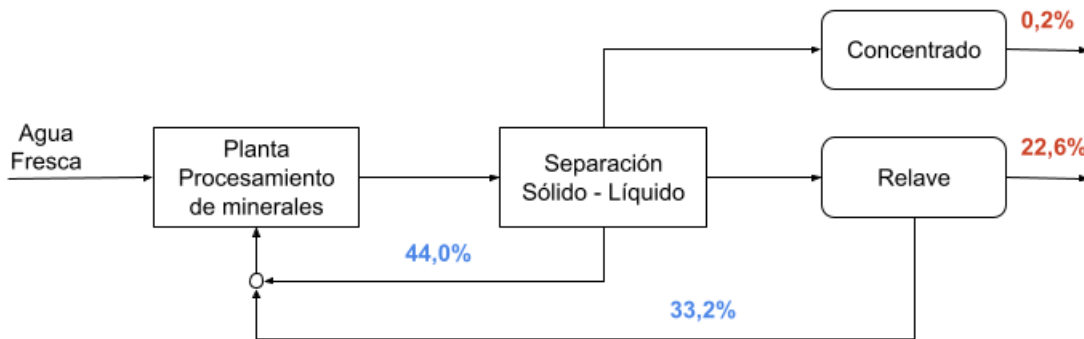 0,2%
Concentrado
Agua
Fresca
Planta
Procesamiento
de minerales
Separación
Sólido - Líquido
22,6%
Relave
44,0%
33,2%